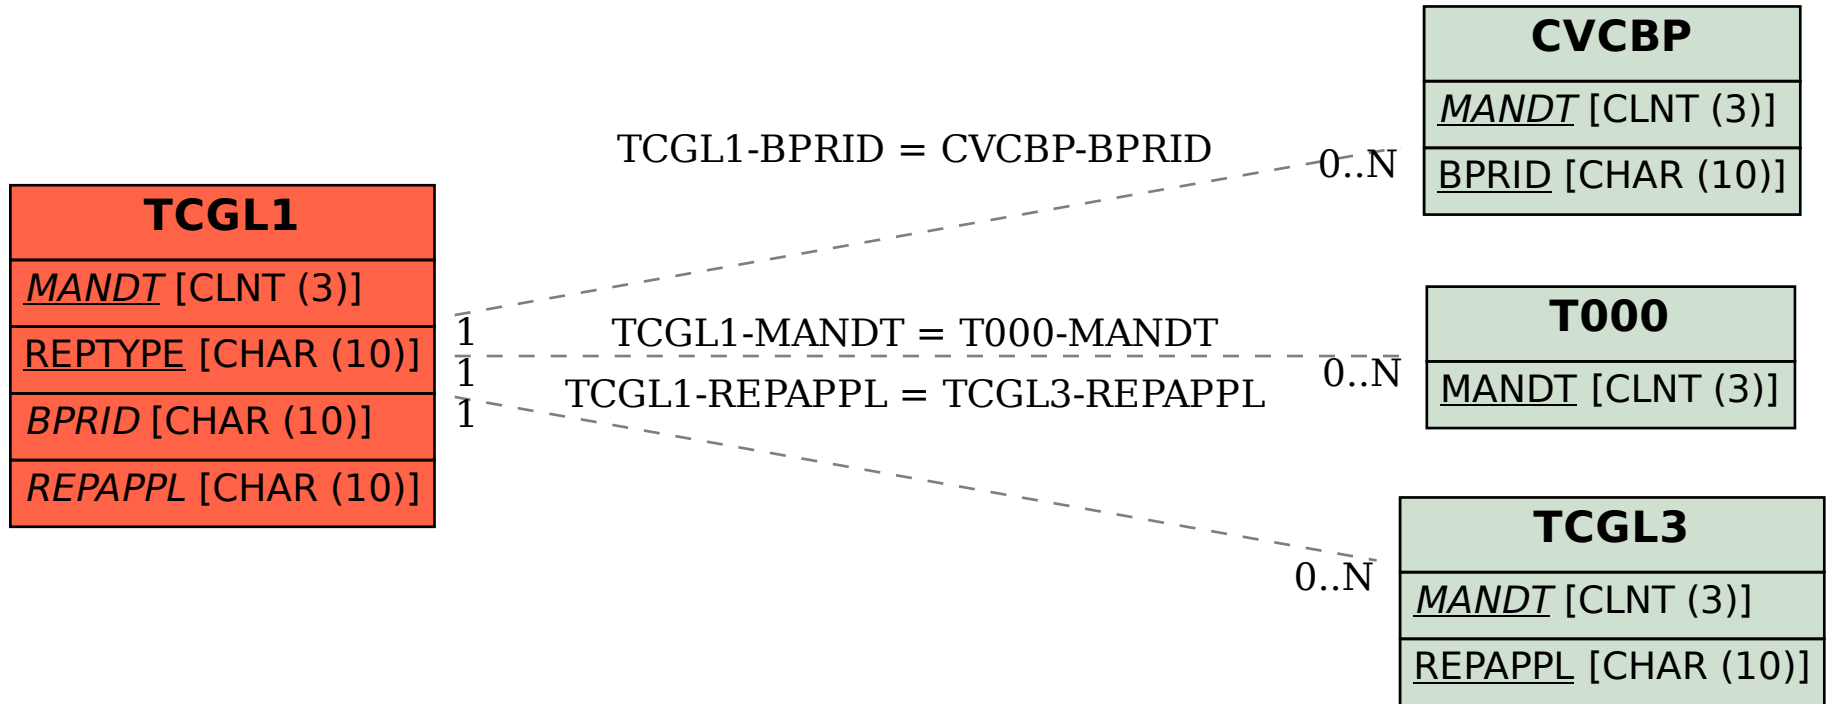 TCGL1
MANDT [CLNT (3)]
REPTYPE [CHAR (10)]
BPRID [CHAR (10)]
REPAPPL [CHAR (10)]
TCGL1-BPRID = CVCBP-BPRID
0..N
1
TCGL1-MANDT = T000-MANDT
0..N
1
TCGL1-REPAPPL = TCGL3-REPAPPL
0..N
1
CVCBP
MANDT [CLNT (3)]
BPRID [CHAR (10)]
T000
MANDT [CLNT (3)]
TCGL3
MANDT [CLNT (3)]
REPAPPL [CHAR (10)]